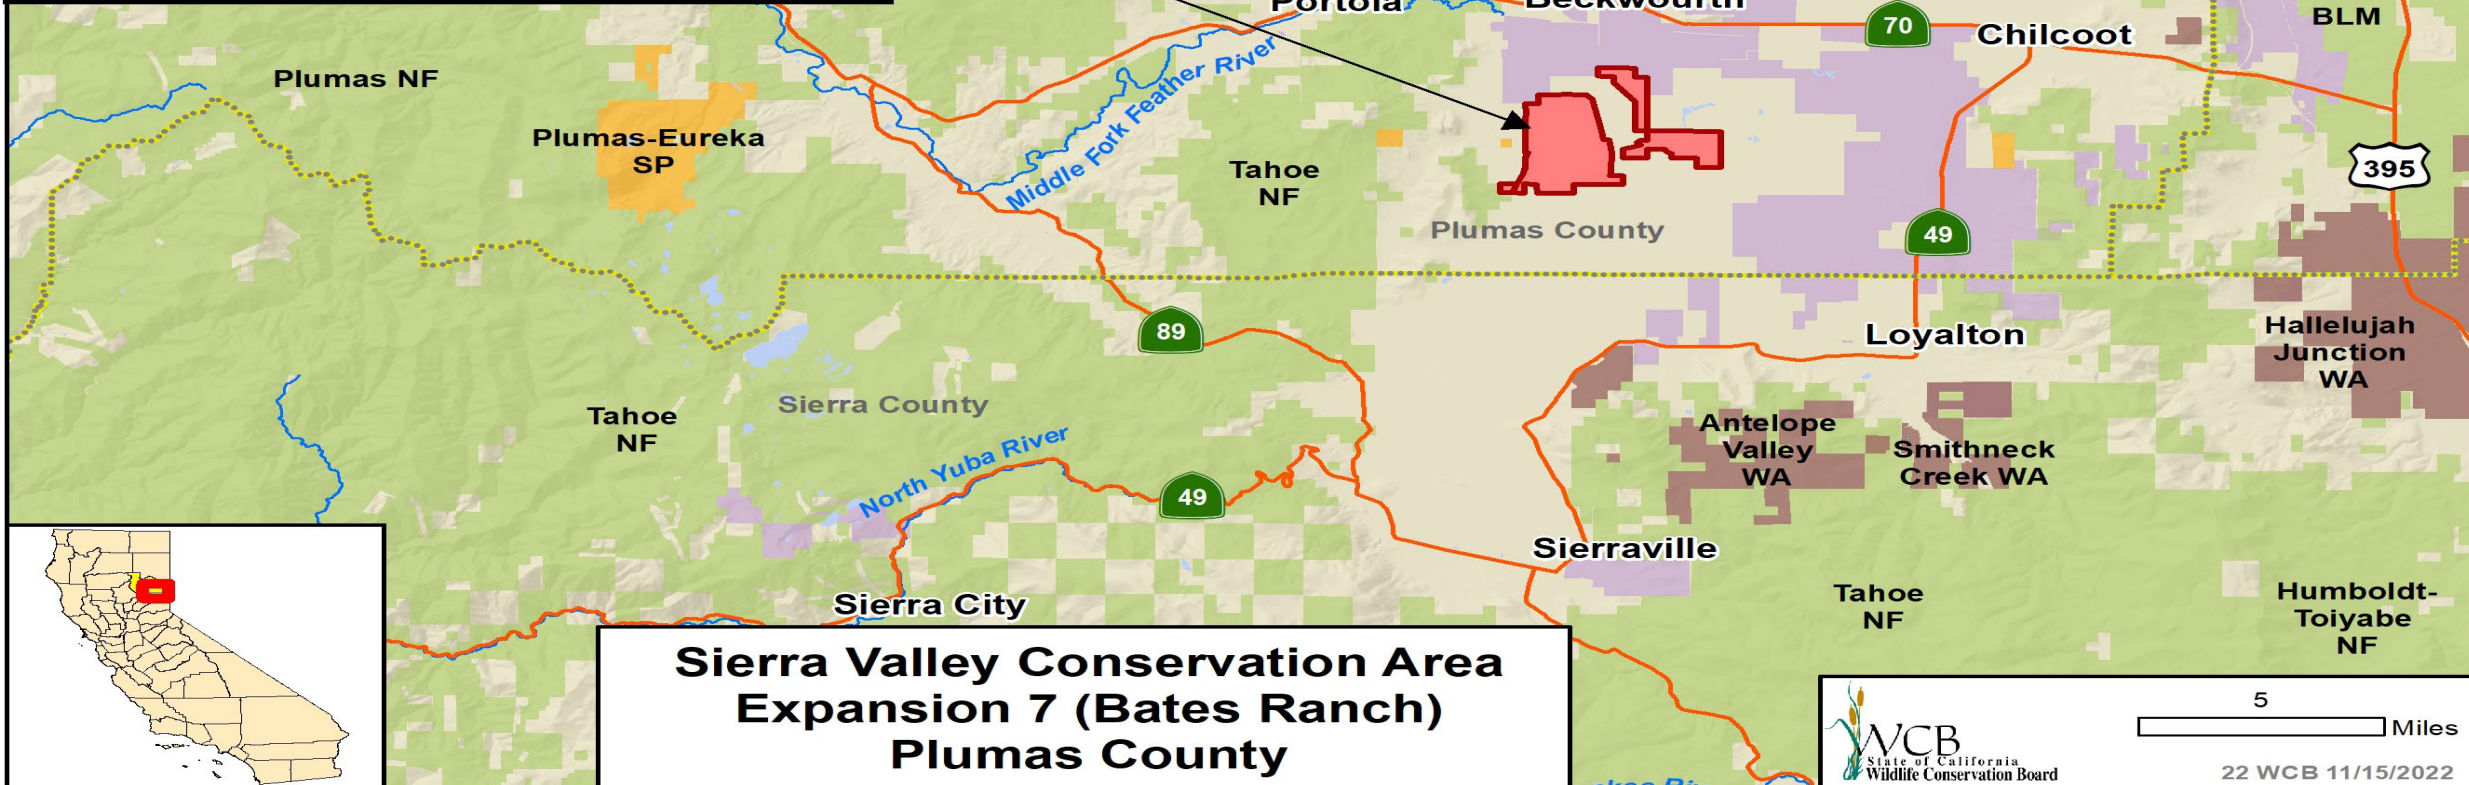 Portola
Beckwourth
70
Chilcoot
BLM
Plumas NF
Plumas-Eureka
SP
Middle Fork Feather River
Tahoe
NF
Plumas County
395
49
89
Loyalton
Hallelujah
Junction
WA
Sierra County
Tahoe
NF
North Yuba River
49
Antelope
Valley
WA
Smithneck
Creek WA
Sierraville
Sierra City
Tahoe
NF
Humboldt-
Toiyabe
NF
Sierra Valley Conservation Area
Expansion 7 (Bates Ranch)
Plumas County
WCB
State of California
Wildlife Conservation Board
5
Miles
22 WCB 11/15/2022